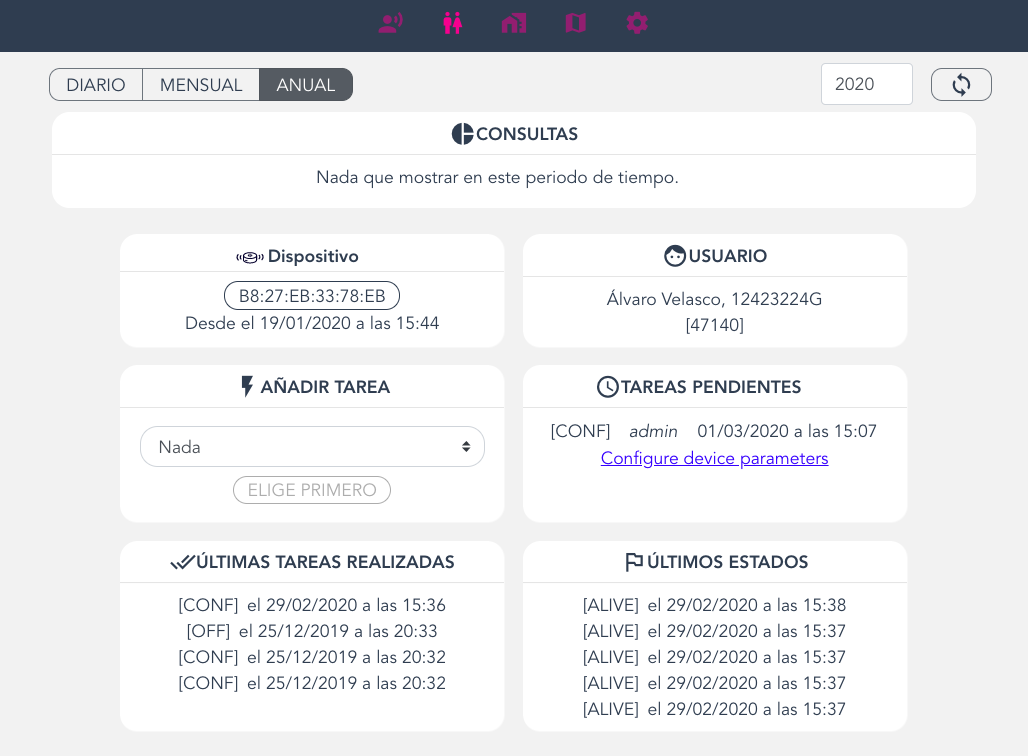 DIARIO MENSUAL ANUAL 2020
CONSULTAS
Nada que mostrar en este periodo de tiempo.
Dispositivo
B8:27:EB:33:78:EB
Desde el 19/01/2020 a las 15:44
USUARIO
Álvaro Velasco, 12423224G
[47140]
AÑADIR TAREA
Nada
ELIGE PRIMERO
TAREAS PENDIENTES
[CONF] admin 01/03/2020 a las 15:07
Configure device parameters
ÚLTIMAS TAREAS REALIZADAS
[CONF] el 29/02/2020 a las 15:36
[OFF] el 25/12/2019 a las 20:33
[CONF] el 25/12/2019 a las 20:32
[CONF] el 25/12/2019 a las 20:32
ÚLTIMOS ESTADOS
[ALIVE] el 29/02/2020 a las 15:38
[ALIVE] el 29/02/2020 a las 15:37
[ALIVE] el 29/02/2020 a las 15:37
[ALIVE] el 29/02/2020 a las 15:37
[ALIVE] el 29/02/2020 a las 15:37